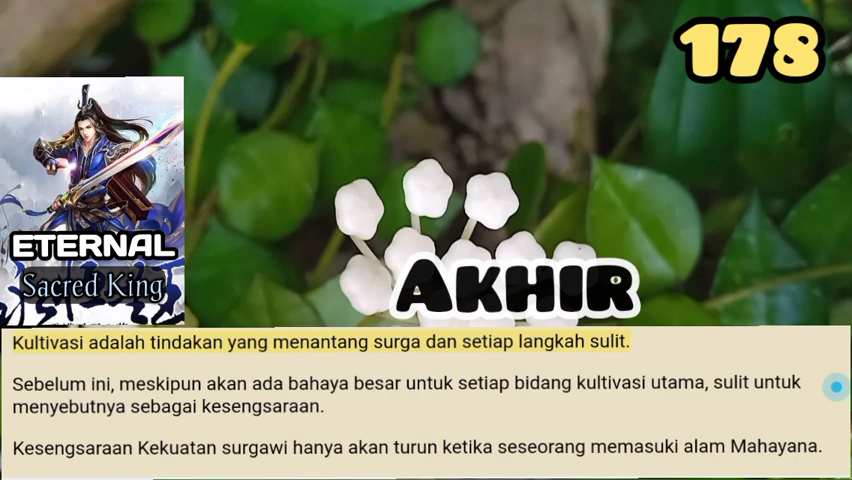 178
ETERNAL
Sacred King
AKHIR
Kultivasi adalah tindakan yang menantang surga dan setiap langkah sulit.
Sebelum ini, meskipun akan ada bahaya besar untuk setiap bidang kultivasi utama, sulit untuk
menyebutnya sebagai kesengsaraan.
Kesengsaraan Kekuatan surgawi hanya akan turun ketika seseorang memasuki alam Mahayana.